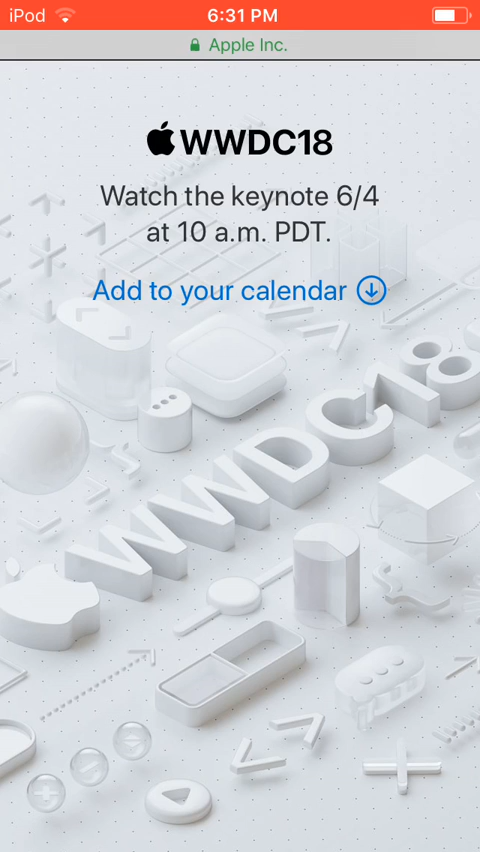 iPod 6:31 PM
Apple Inc.
WWDC18
Watch the keynote 6/4
at 10 a.m. PDT.
Add to your calendar
WWDC18